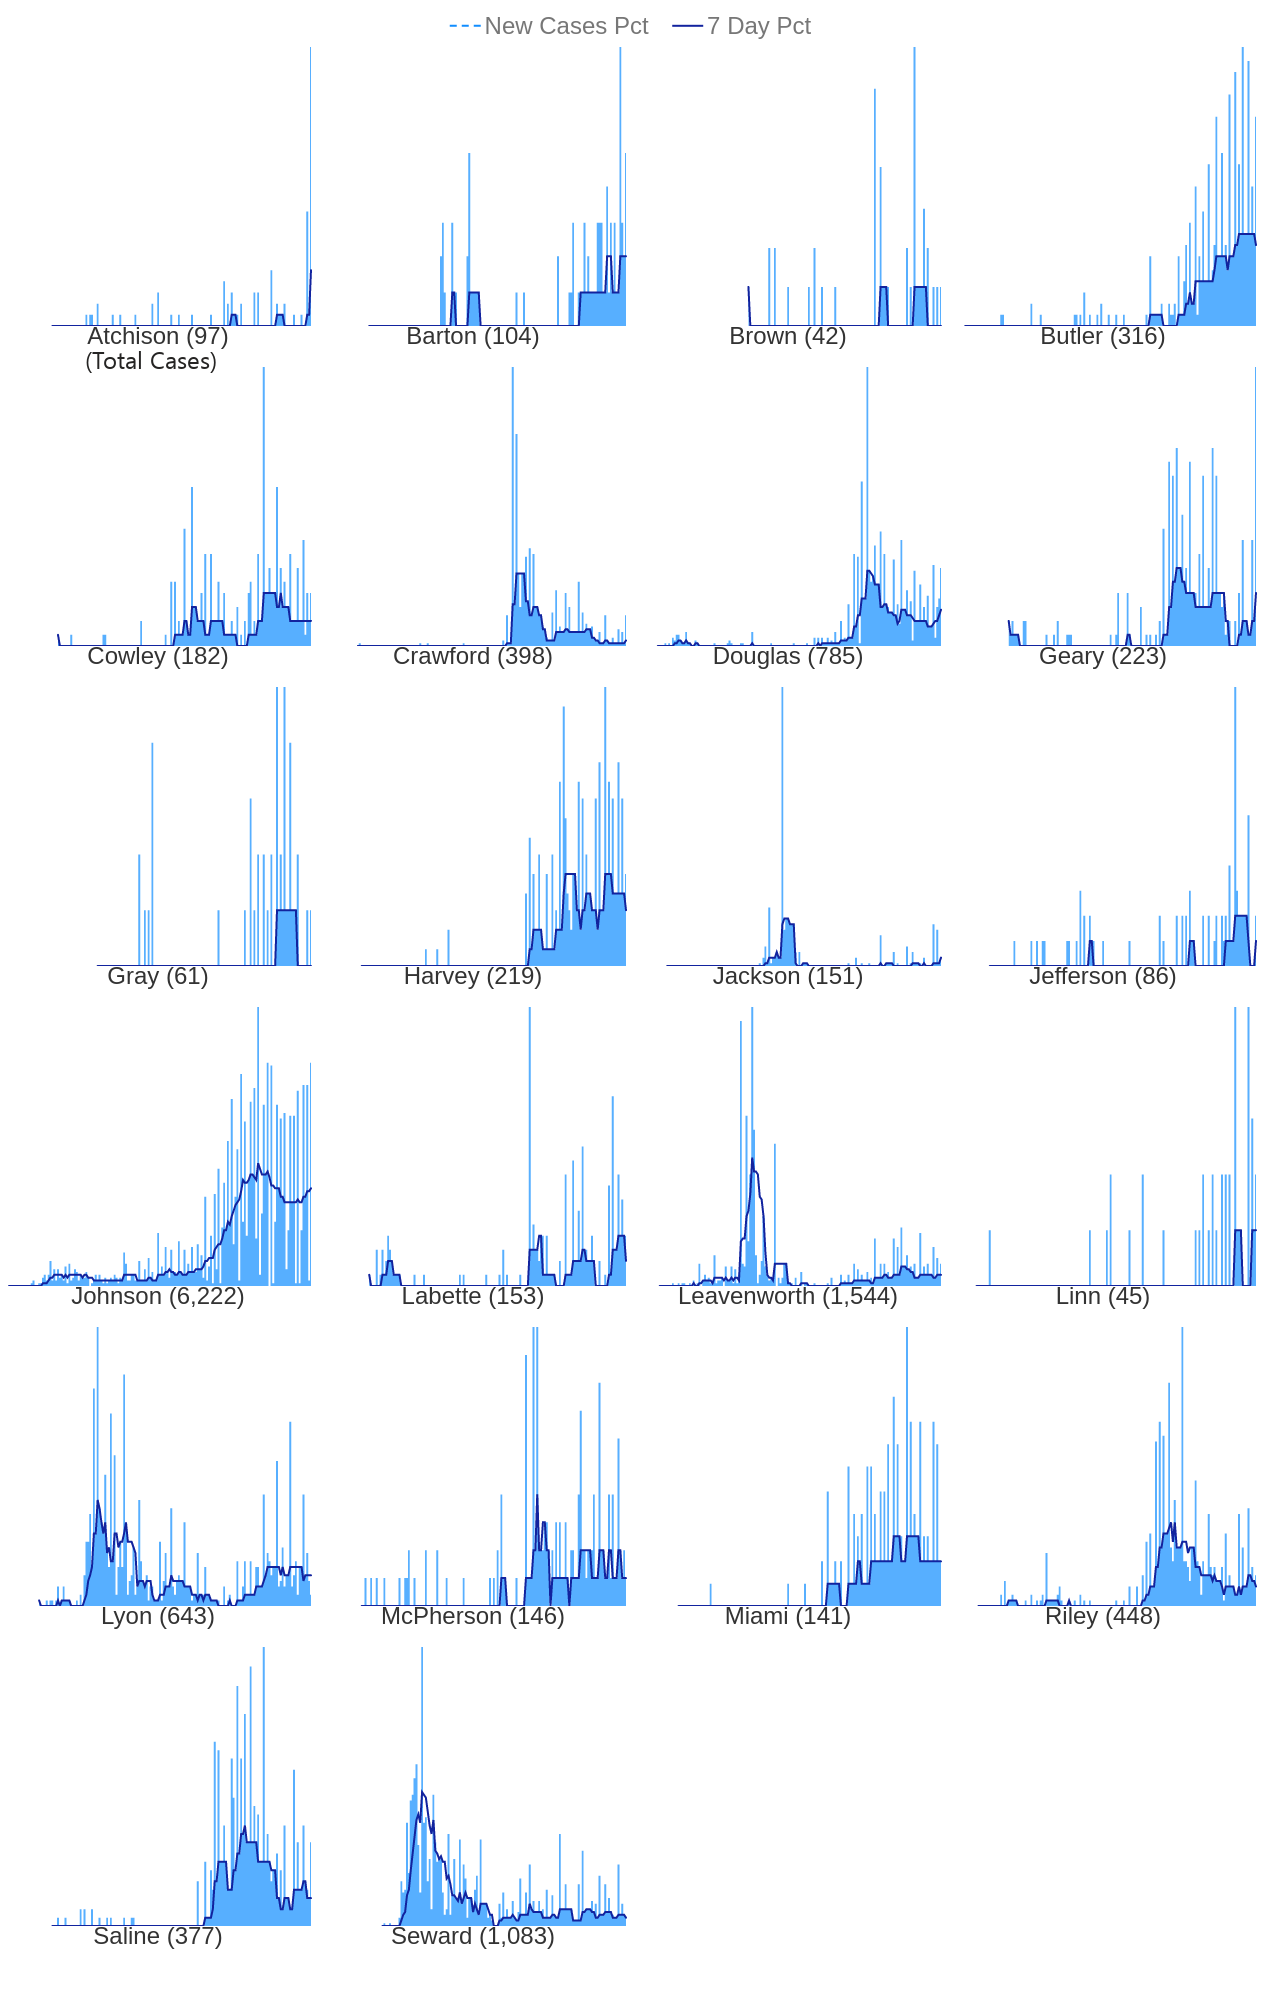 New Cases Pct 7 Day Pct
Atchison (97) Barton (104) Brown (42) Butler (316)
(Total Cases)
Cowley (182) Crawford (398) Douglas (785) Geary (223)
Gray (61) Harvey (219) Jackson (151) Jefferson (86)
Johnson (6,222) Labette (153) Leavenworth (1,544) Linn (45)
Lyon (643) McPherson (146) Miami (141) Riley (448)
Saline (377) Seward (1,083)